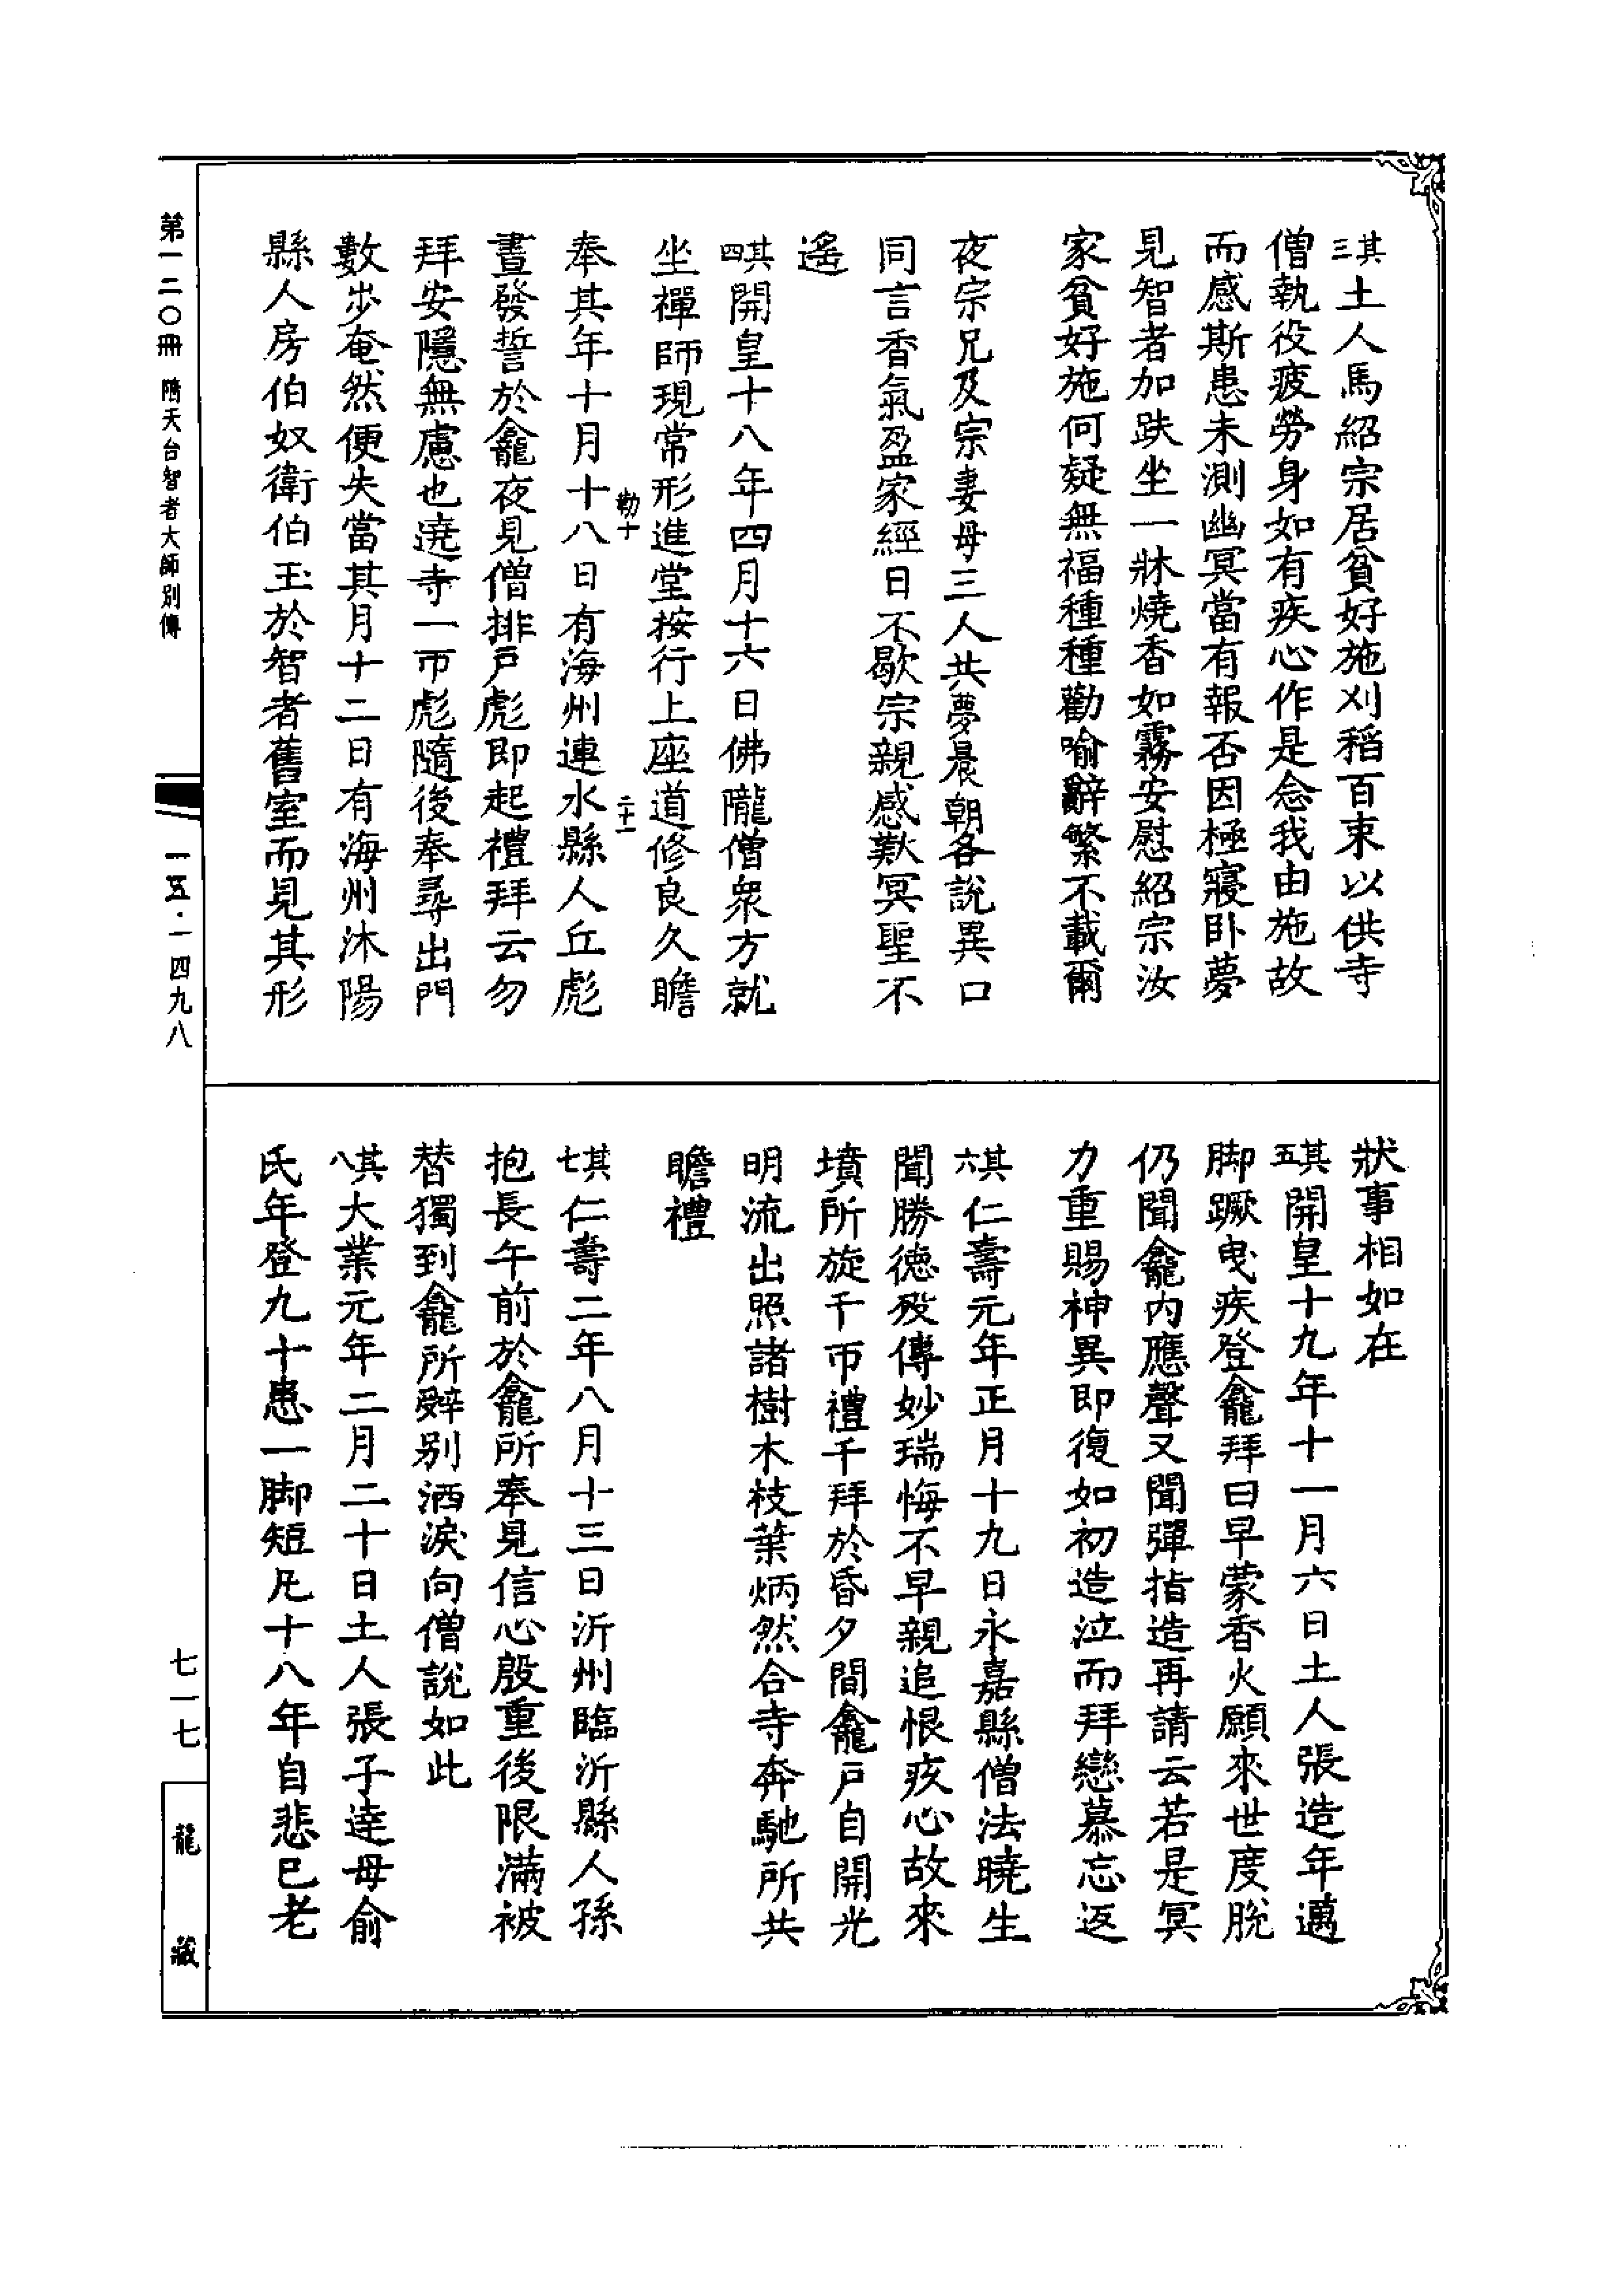 其三土人馬紹宗居貧好施刈稻百束以供寺
僧執役疲勞身如有疾心作是念我由施故
而感斯患未測幽冥當有報否因極寢卧夢
見智者加趺坐一牀燒香如霧安慰紹宗汝
家貧好施何疑無福種種勸喻辭繁不載爾
夜宗兄及宗妻母三人共夢晨朝各說異口
同言香氣盈家經日不歇宗親感歎冥聖不
遙
其四開皇十八年四月十六日佛隴僧衆方就
坐禪師現常形進堂按行上座道修良久瞻
勒十
二十一
奉其年十月十八日有海州連水縣人丘彪
晝發誓於龕夜見僧排戶彪即起禮拜云勿
拜安隱無慮也遶寺一帀彪隨後奉尋出門
數步奄然便失當其月十二日有海州沐陽
縣人房伯奴衛伯玉於智者舊室而見其形
狀事相如在
其五開皇十九年十一月六日土人張造年邁
脚蹶曳疾登龕拜曰早蒙香火願來世度脫
仍聞龕內應聲又聞彈指造再請云若是冥
力重賜神異即復如初造泣而拜戀慕忘返
其六仁壽元年正月十九日永嘉縣僧法曉生
聞勝德歿傳妙瑞悔不早親追恨疚心故來
墳所旋千帀禮千拜於昏夕間龕戶自開光
明流出照諸樹木枝葉炳然合寺奔馳所共
瞻禮
其七仁壽二年八月十三日沂州臨沂縣人孫
抱長午前於龕所奉見信心殷重後限滿被
替獨到龕所辭別洒淚向僧說如此
其八大業元年二月二十日土人張子達母俞
氏年登九十患一脚短凡十八年自悲已老
第一二〇冊 隋天台智者大師別傳
一五·一四九八
七一七
龍藏